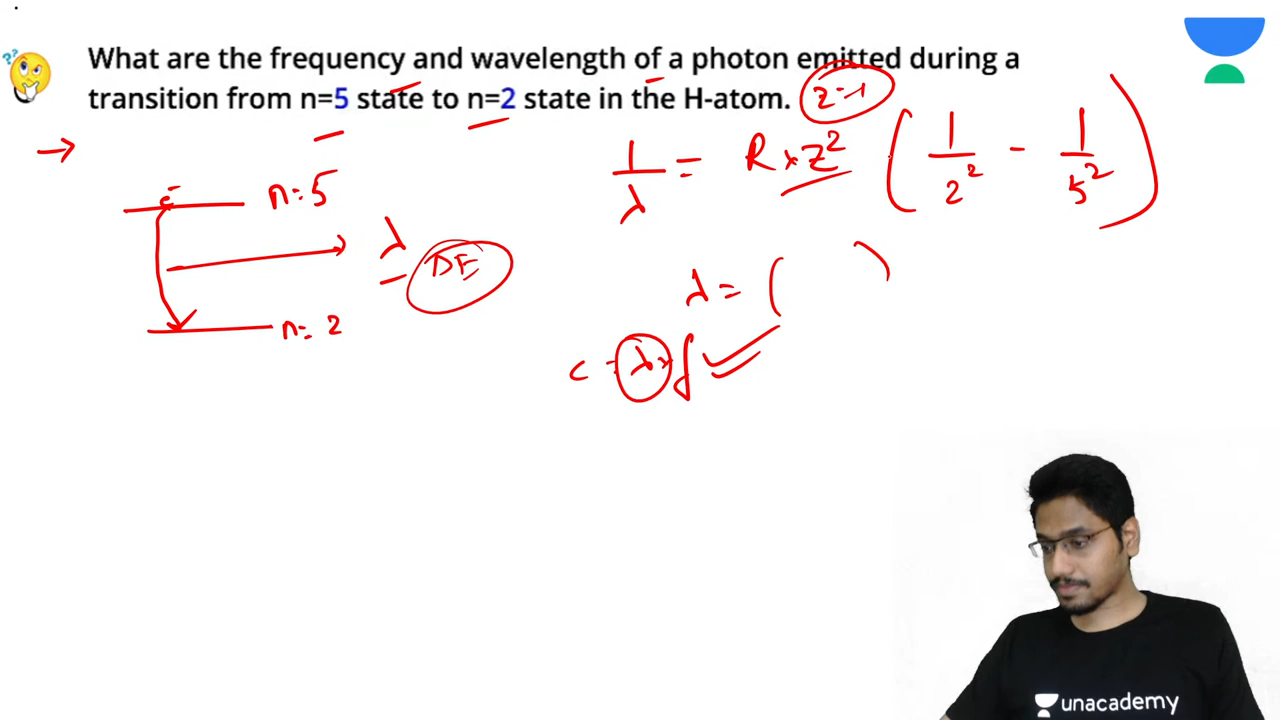 ??
What are the frequency and wavelength of a photon emitted during a
transition from n=5 state to n=2 state in the H-atom.
z=1
→
1/λ = R × Z² ( 1/2² - 1/5² )
e⁻ n=5
λ
ΔE
n=2
λ = ( )
c = λ × f
unacademy